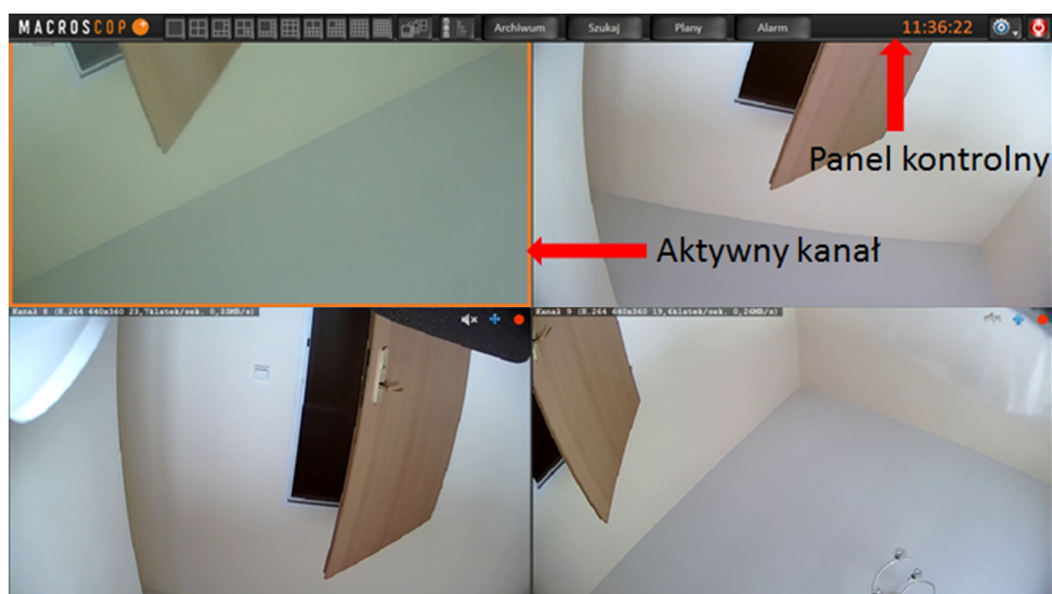 MACROSCOP
Archiwum
Szukaj
Plany
Alarm
11:36:22
Panel kontrolny
Aktywny kanał
Kanał 8 (H.264 640x360 23,7klatek/sek. 0,33MB/s)
Kanał 9 (H.264 640x360 19,6klatek/sek. 0,26MB/s)